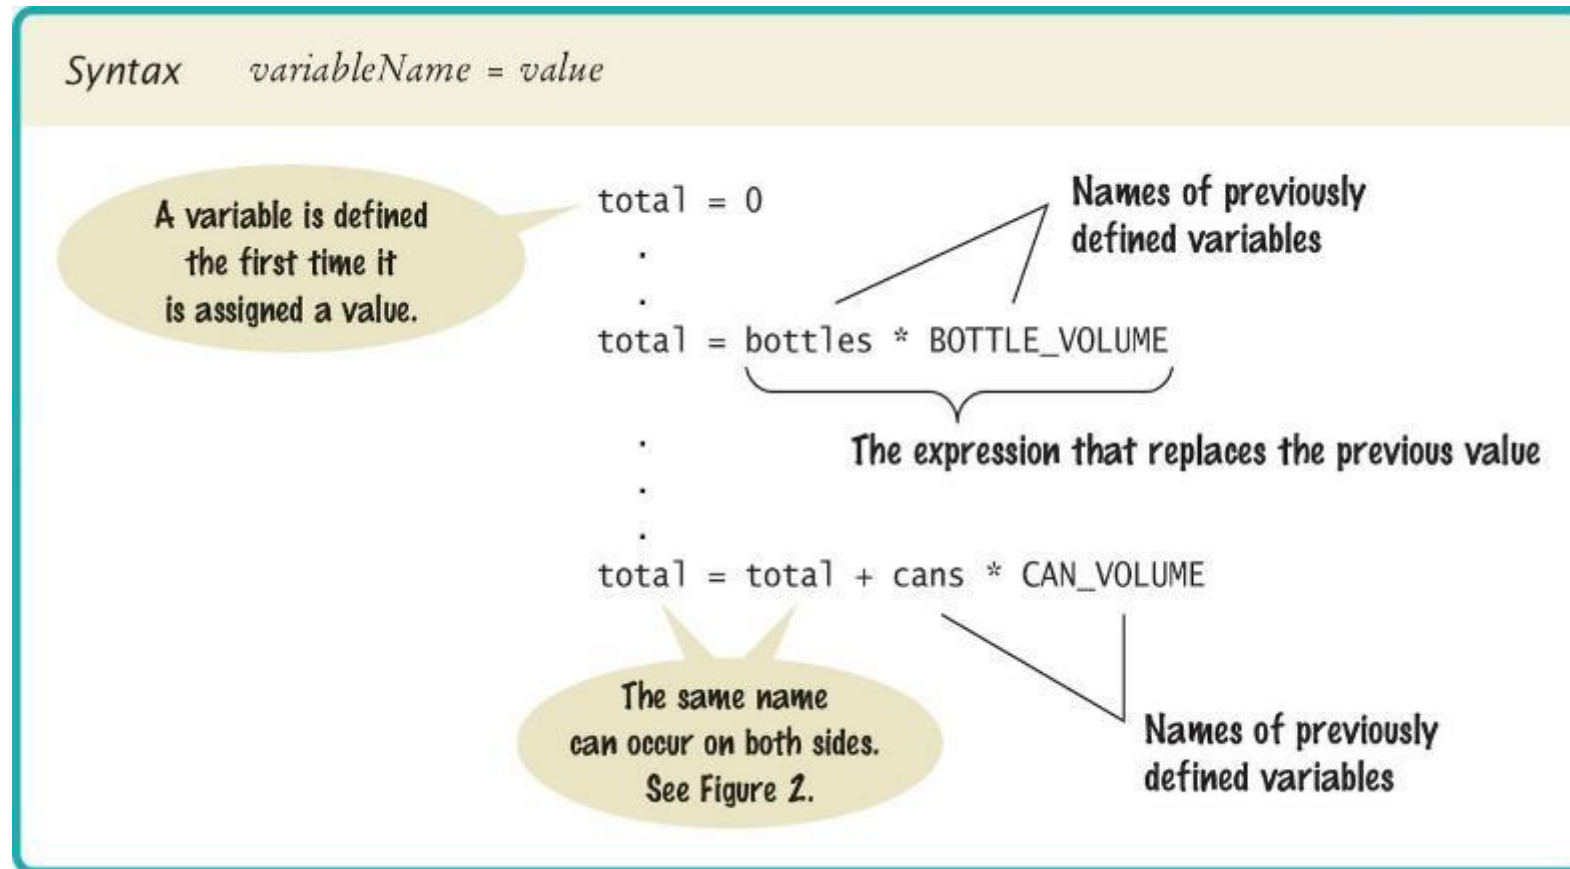 Syntax variableName = value
A variable is defined
the first time it
is assigned a value.
total = 0
.
.
Names of previously
defined variables
total = bottles * BOTTLE_VOLUME
The expression that replaces the previous value
.
.
.
total = total + cans * CAN_VOLUME
The same name
can occur on both sides.
See Figure 2.
Names of previously
defined variables